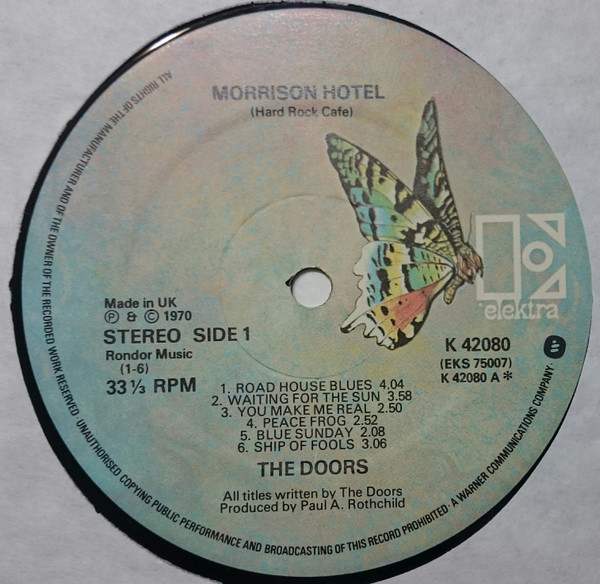 MORRISON HOTEL
(Hard Rock Cafe)
elektra
Made in UK
℗ & © 1970
STEREO SIDE 1
Rondor Music
(1-6)
33⅓ RPM
K 42080
(EKS 75007)
K 42080 A *
1. ROAD HOUSE BLUES 4.04
2. WAITING FOR THE SUN 3.58
3. YOU MAKE ME REAL 2.50
4. PEACE FROG 2.52
5. BLUE SUNDAY 2.08
6. SHIP OF FOOLS 3.06
THE DOORS
All titles written by The Doors
Produced by Paul A. Rothchild
ALL RIGHTS OF THE MANUFACTURER AND OF THE OWNER OF THE RECORDED WORK RESERVED · UNAUTHORISED COPYING PUBLIC PERFORMANCE AND BROADCASTING OF THIS RECORD PROHIBITED · A WARNER COMMUNICATIONS COMPANY ·